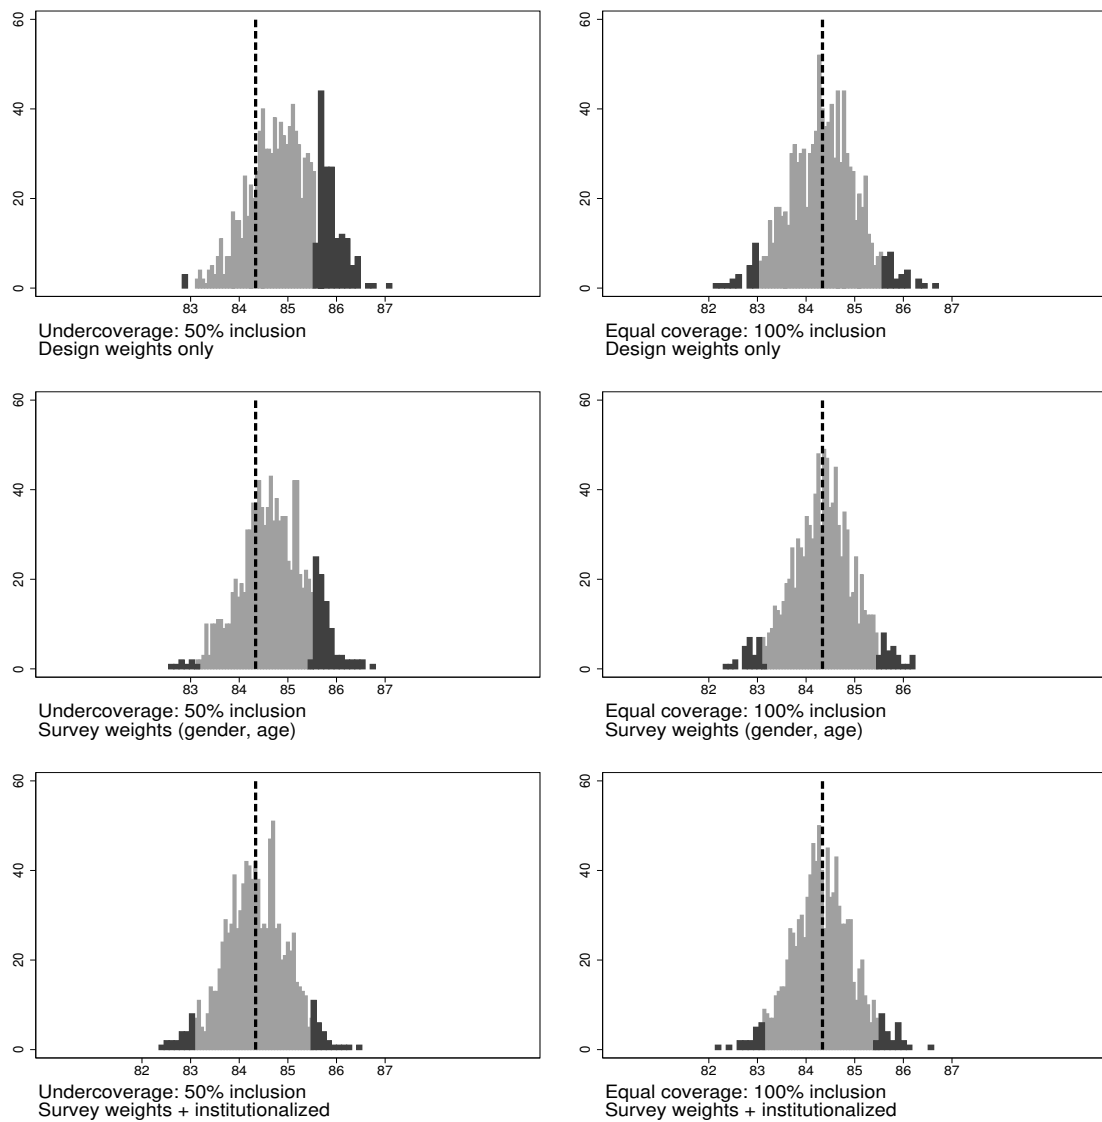 60
40
20
0
83 84 85 86 87
Undercoverage: 50% inclusion
Design weights only
60
40
20
0
82 83 84 85 86 87
Equal coverage: 100% inclusion
Design weights only
60
40
20
0
83 84 85 86 87
Undercoverage: 50% inclusion
Survey weights (gender, age)
60
40
20
0
82 83 84 85 86
Equal coverage: 100% inclusion
Survey weights (gender, age)
60
40
20
0
82 83 84 85 86 87
Undercoverage: 50% inclusion
Survey weights + institutionalized
60
40
20
0
82 83 84 85 86 87
Equal coverage: 100% inclusion
Survey weights + institutionalized